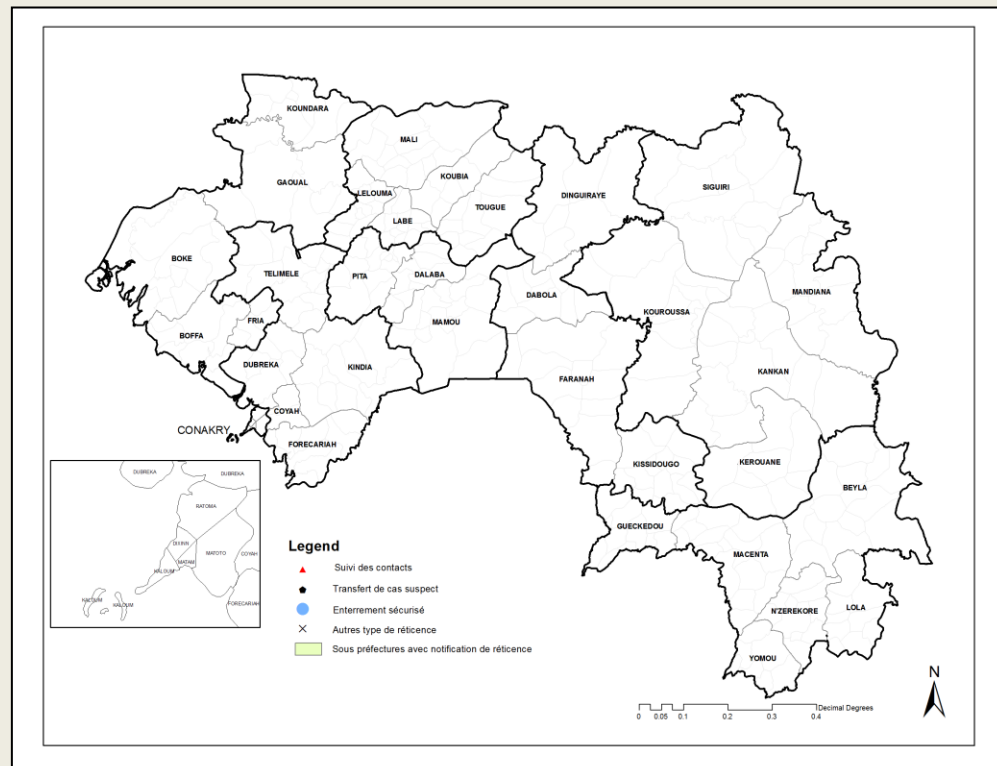 KOUNDARA
MALI
GAOUAL
KOUBIA
LELOUMA
LABE
TOUGUE
DINGUIRAYE
SIGUIRI
BOKE
TELIMELE
PITA
DALABA
DABOLA
MANDIANA
FRIA
BOFFA
MAMOU
KOUROUSSA
DUBREKA
KINDIA
FARANAH
KANKAN
COYAH
CONAKRY
FORECARIAH
KISSIDOUGO
KEROUANE
BEYLA
GUECKEDOU
MACENTA
N'ZEREKORE
LOLA
YOMOU
DUBREKA
DUBREKA
RATOMA
DIXINN
MATOTO
COYAH
MATAM
KALOUM
KALOUM
KALOUM
FORECARIAH
Legend
Suivi des contacts
Transfert de cas suspect
Enterrement sécurisé
Autres type de réticence
Sous préfectures avec notification de réticence
Decimal Degrees
0 0.05 0.1 0.2 0.3 0.4
N